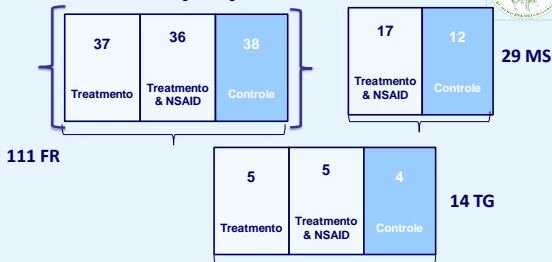 37
36
38
Treatmento
Treatmento
& NSAID
Controle
17
12
Treatmento
& NSAID
Controle
29 MS
111 FR
5
5
4
Treatmento
Treatmento
& NSAID
Controle
14 TG